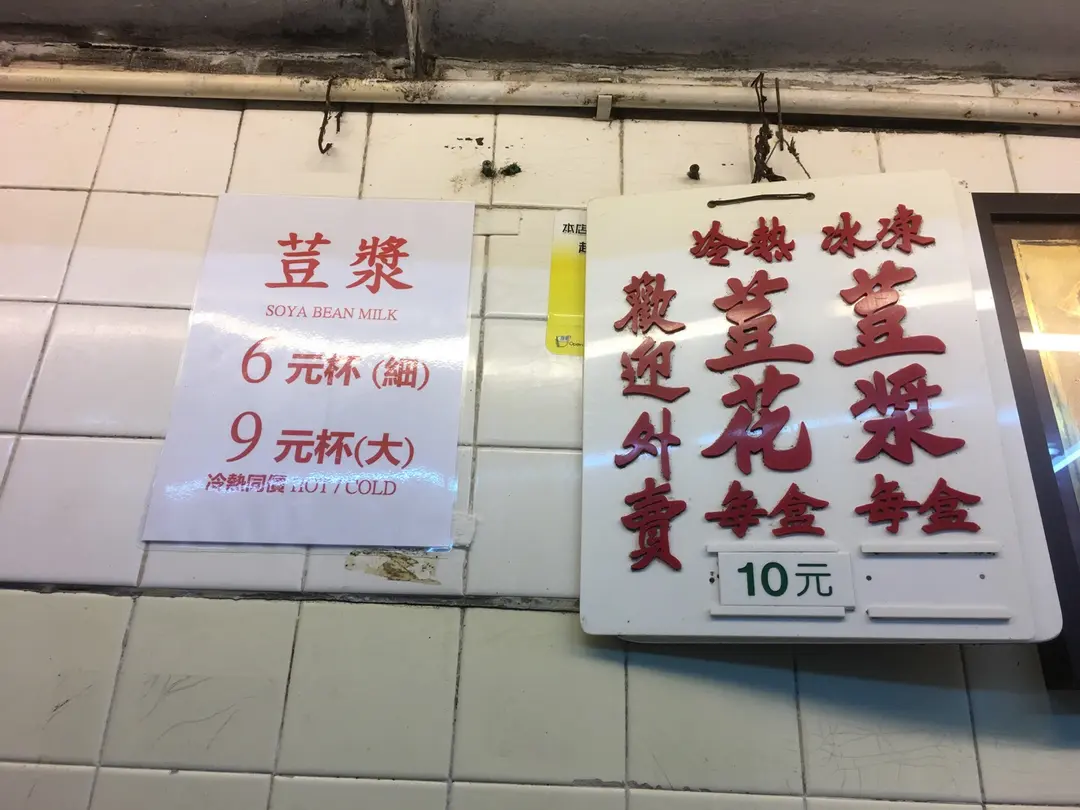 荳漿
SOYA BEAN MILK
6元杯(細)
9元杯(大)
冷熱同價 HOT / COLD
本店
冰凍
荳漿
每盒
冷熱
荳花
每盒
10元
歡迎外賣